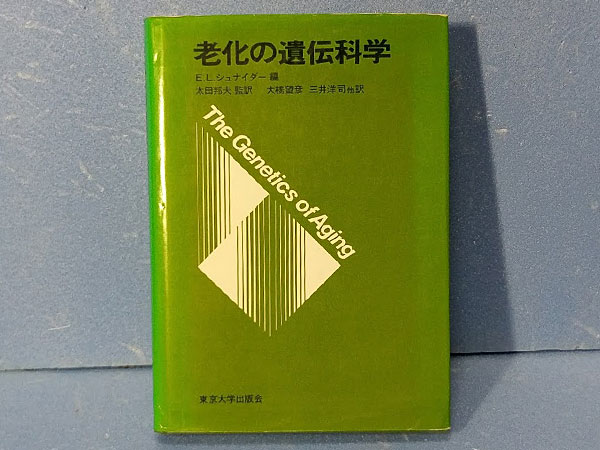 老化の遺伝科学
E.L.シュナイダー 編
太田邦夫 監訳 大桃望彦 三井洋司他訳
The Genetics of Aging
東京大学出版会